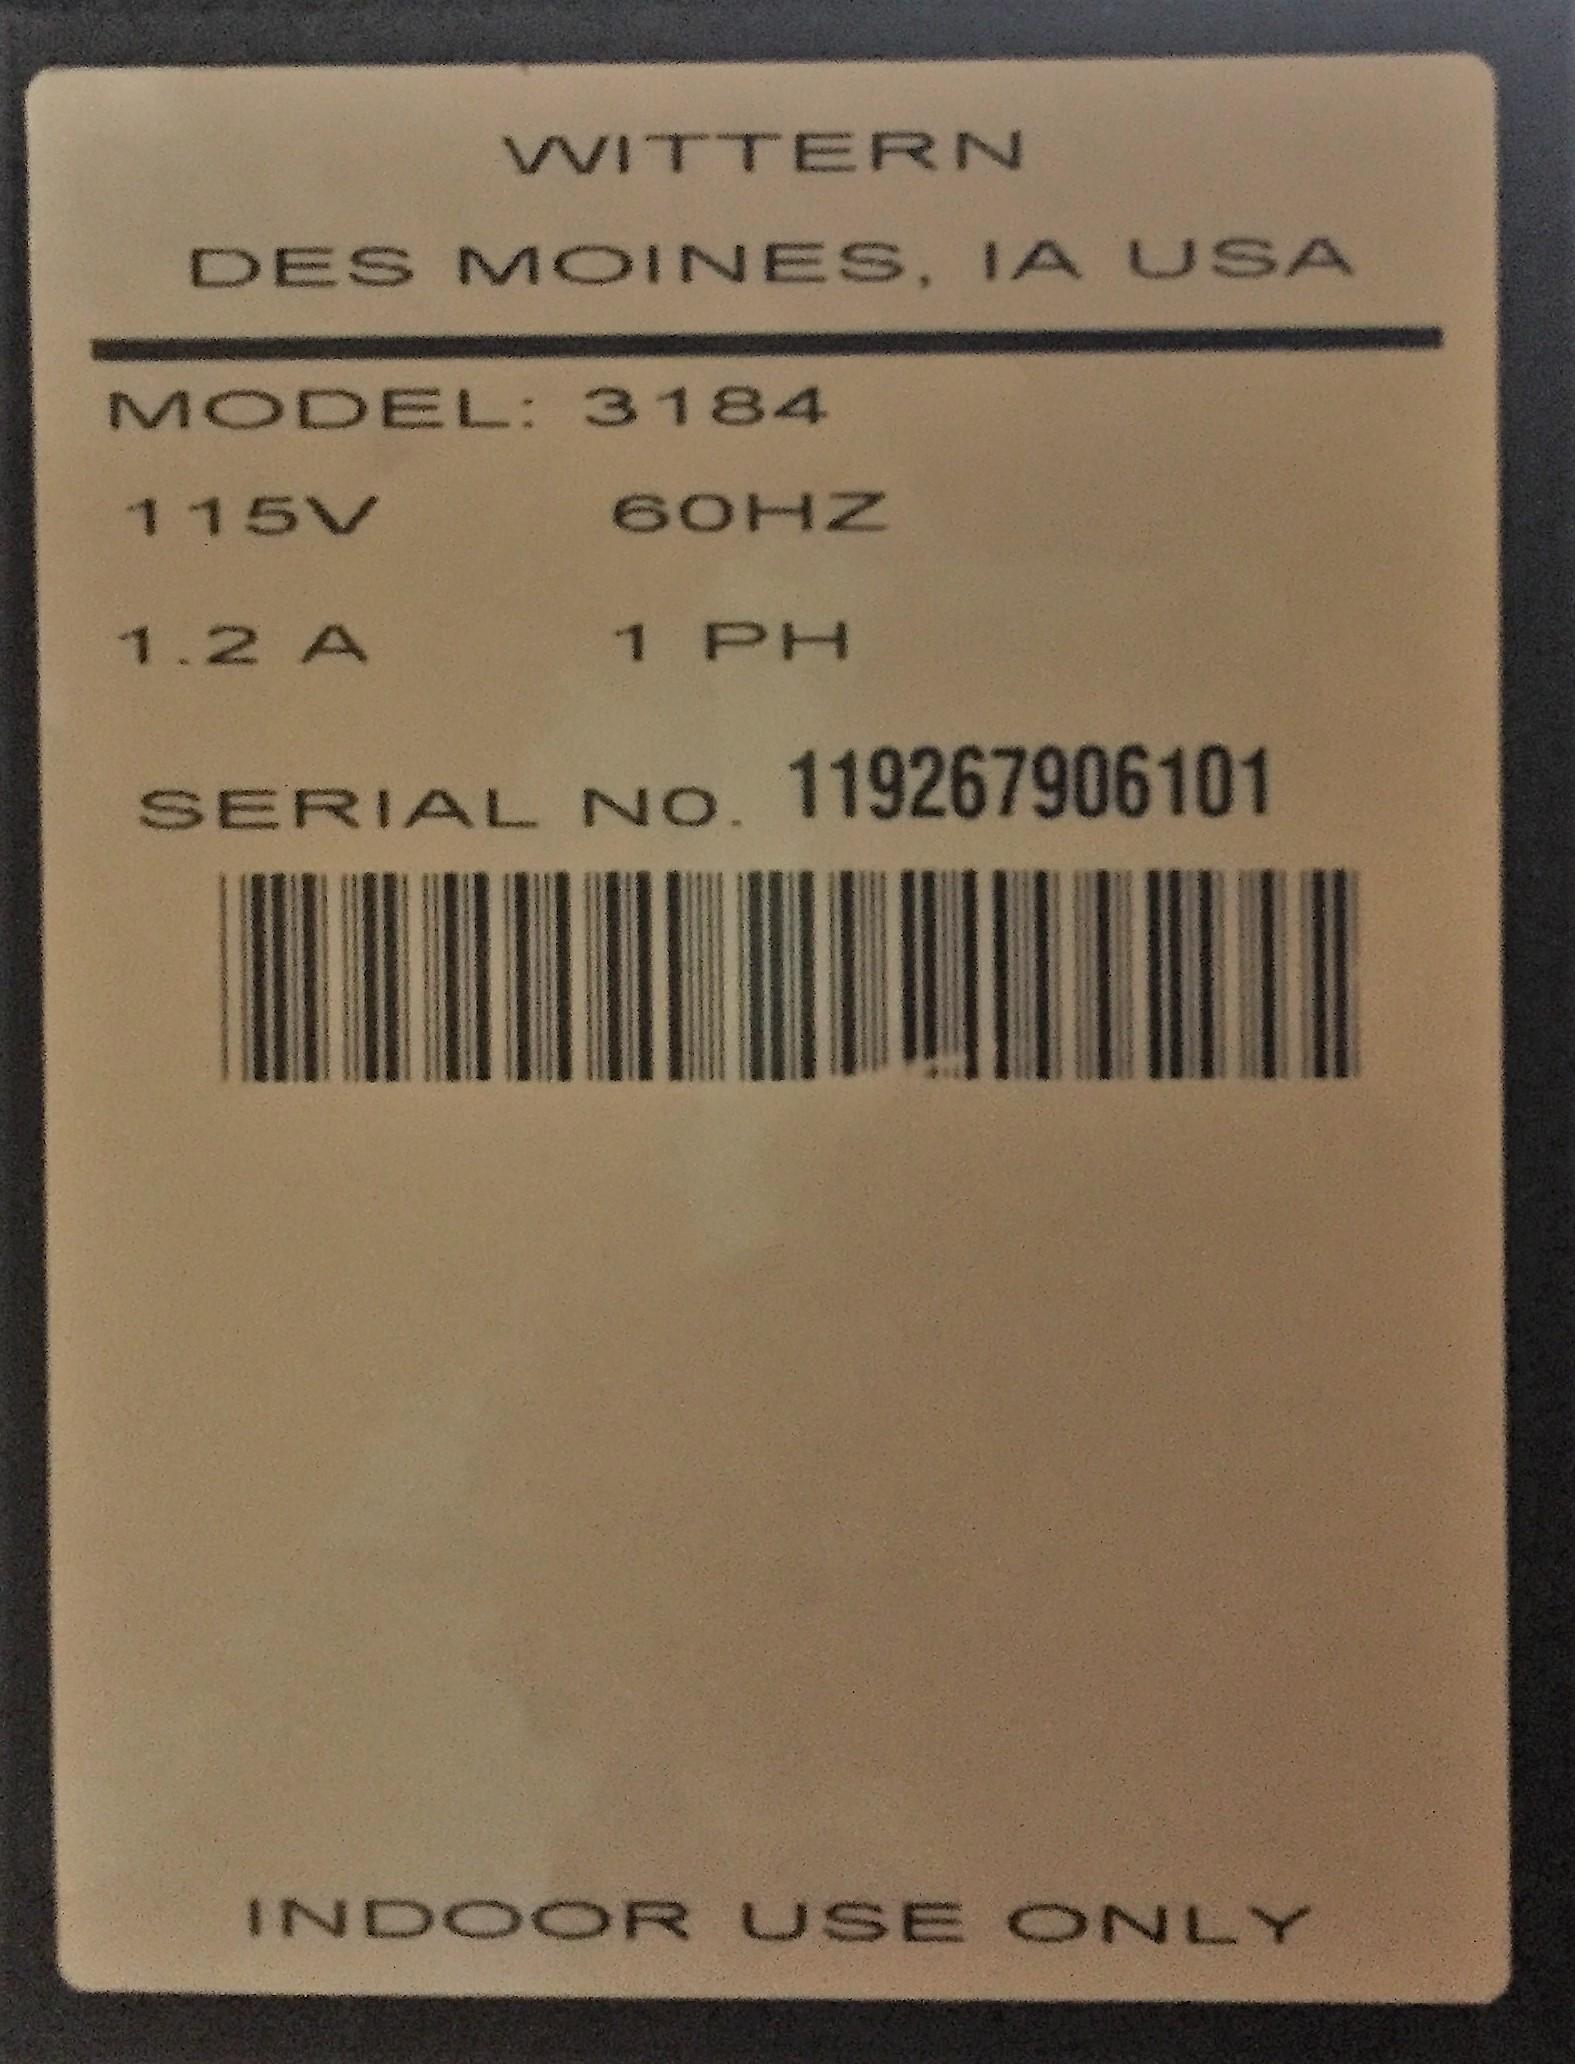 WITTERN
DES MOINES, IA USA
MODEL: 3184
115V 60HZ
1.2 A 1 PH
SERIAL NO. 119267906101
INDOOR USE ONLY